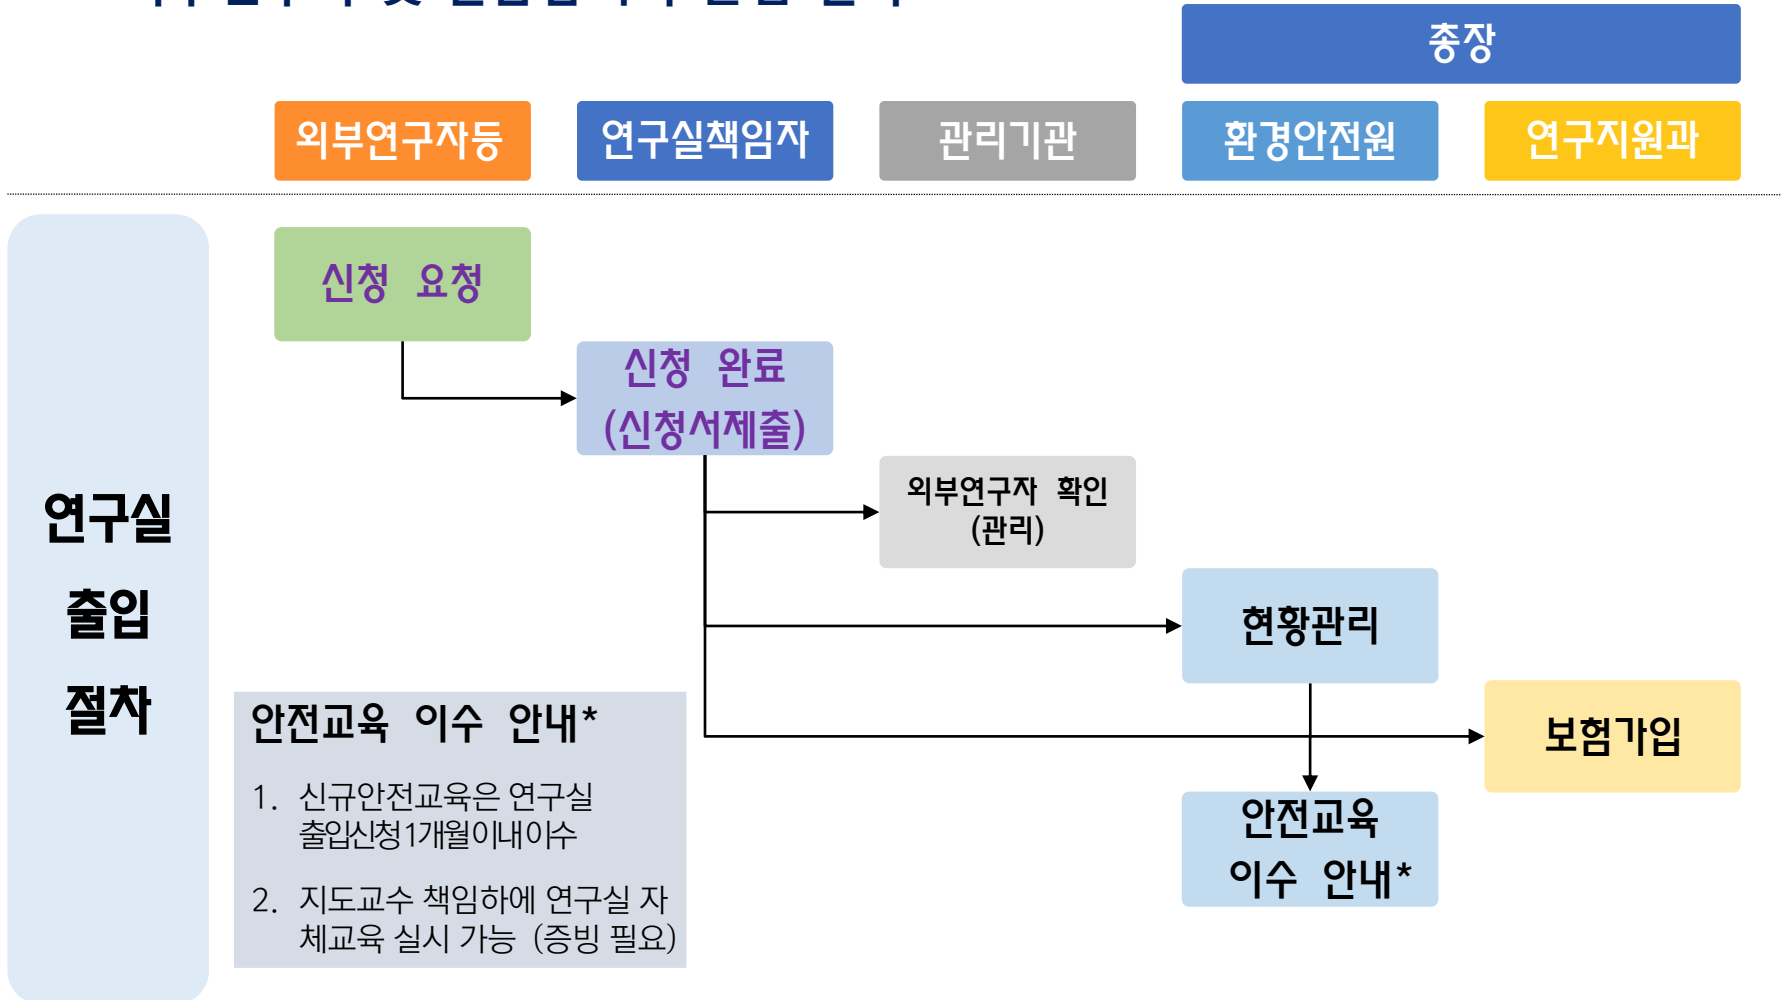 총장
외부연구자등
연구실책임자
관리기관
환경안전원
연구지원과
신청 요청
신청 완료
(신청서제출)
외부연구자 확인
(관리)
현황관리
보험가입
안전교육
이수 안내*
연구실
출입
절차
안전교육 이수 안내*
1. 신규안전교육은 연구실
출입신청 1개월 이내 이수
2. 지도교수 책임하에 연구실 자
체교육 실시 가능 (증빙 필요)